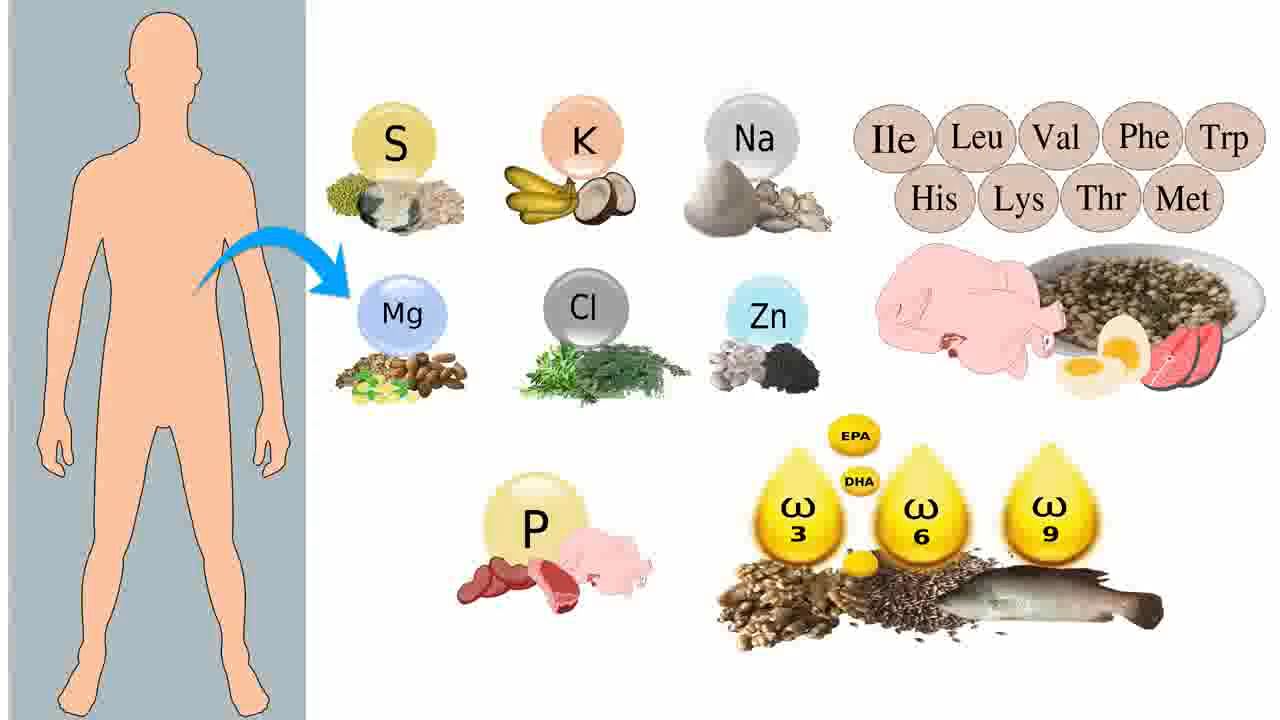 S
K
Na
Ile Leu Val Phe Trp
His Lys Thr Met
Mg
Cl
Zn
EPA
DHA
P
ω
3
ω
6
ω
9